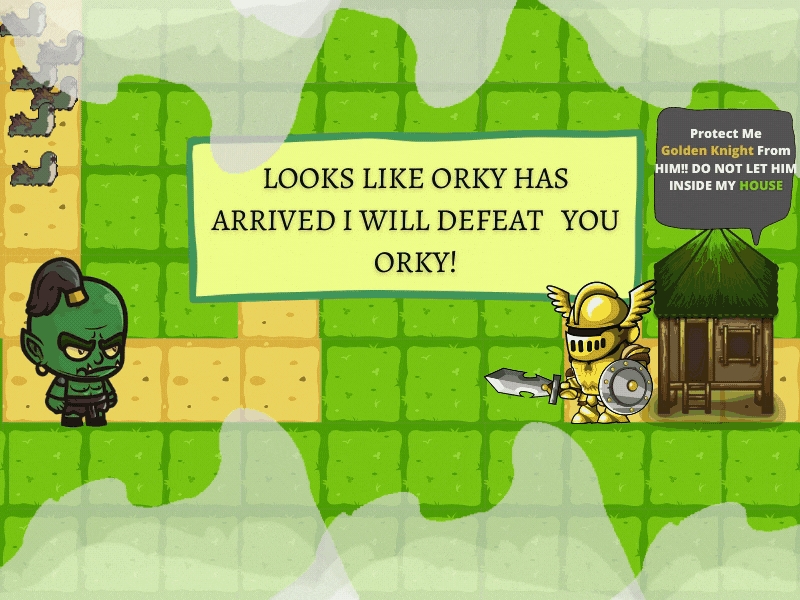 LOOKS LIKE ORKY HAS
ARRIVED I WILL DEFEAT YOU
ORKY!
Protect Me
Golden Knight From
HIM!! DO NOT LET HIM
INSIDE MY HOUSE